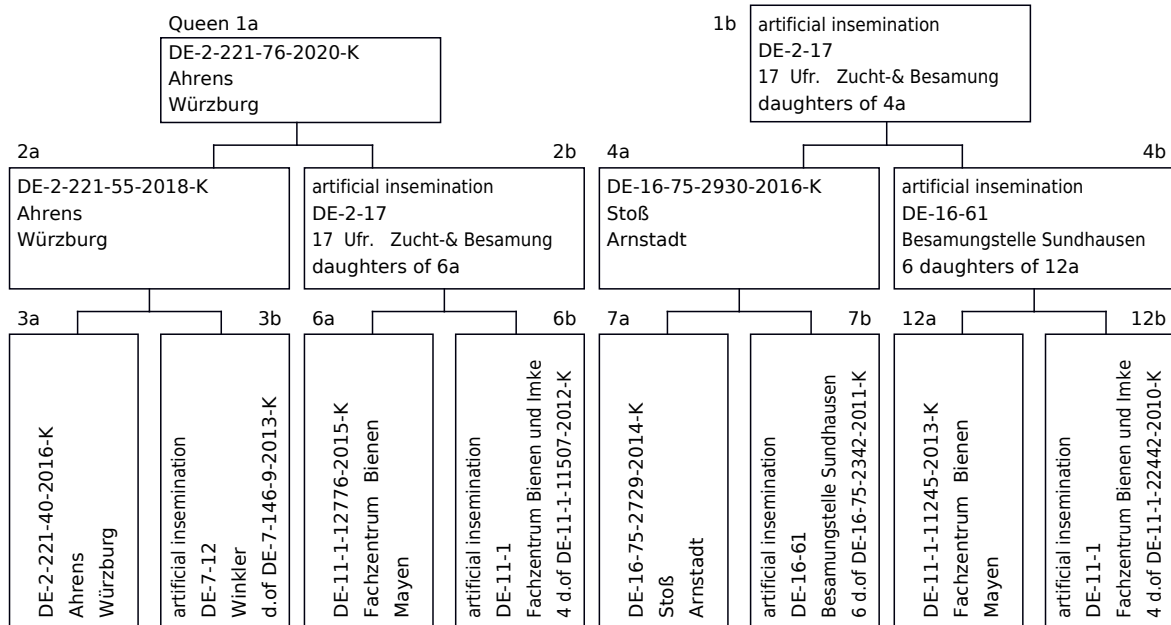 Queen 1a
DE-2-221-76-2020-K
Ahrens
Würzburg
1b
artificial insemination
DE-2-17
17 Ufr. Zucht-& Besamung
daughters of 4a
2a
DE-2-221-55-2018-K
Ahrens
Würzburg
2b
artificial insemination
DE-2-17
17 Ufr. Zucht-& Besamung
daughters of 6a
4a
DE-16-75-2930-2016-K
Stoß
Arnstadt
4b
artificial insemination
DE-16-61
Besamungstelle Sundhausen
6 daughters of 12a
3a
DE-2-221-40-2016-K
Ahrens
Würzburg
3b
artificial insemination
DE-7-12
Winkler
d.of DE-7-146-9-2013-K
6a
DE-11-1-12776-2015-K
Fachzentrum Bienen
Mayen
6b
artificial insemination
DE-11-1
Fachzentrum Bienen und Imke
4 d.of DE-11-1-11507-2012-K
7a
DE-16-75-2729-2014-K
Stoß
Arnstadt
7b
artificial insemination
DE-16-61
Besamungstelle Sundhausen
6 d.of DE-16-75-2342-2011-K
12a
DE-11-1-11245-2013-K
Fachzentrum Bienen
Mayen
12b
artificial insemination
DE-11-1
Fachzentrum Bienen und Imke
4 d.of DE-11-1-22442-2010-K